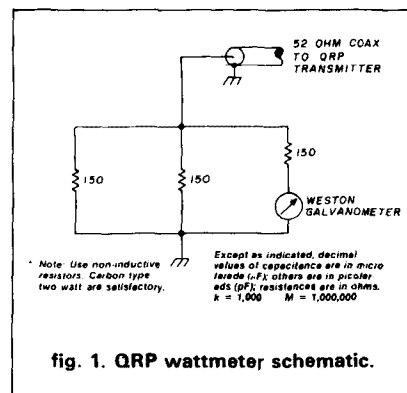 52 OHM COAX
TO QRP
TRANSMITTER
150
150
150
WESTON
GALVANOMETER
* Note: Use non-inductive
resistors. Carbon type
two watt are satisfactory.
Except as indicated, decimal
values of capacitance are in micro
farads (µF); others are in picofar
ads (pF); resistances are in ohms.
k = 1,000 M = 1,000,000
fig. 1. QRP wattmeter schematic.